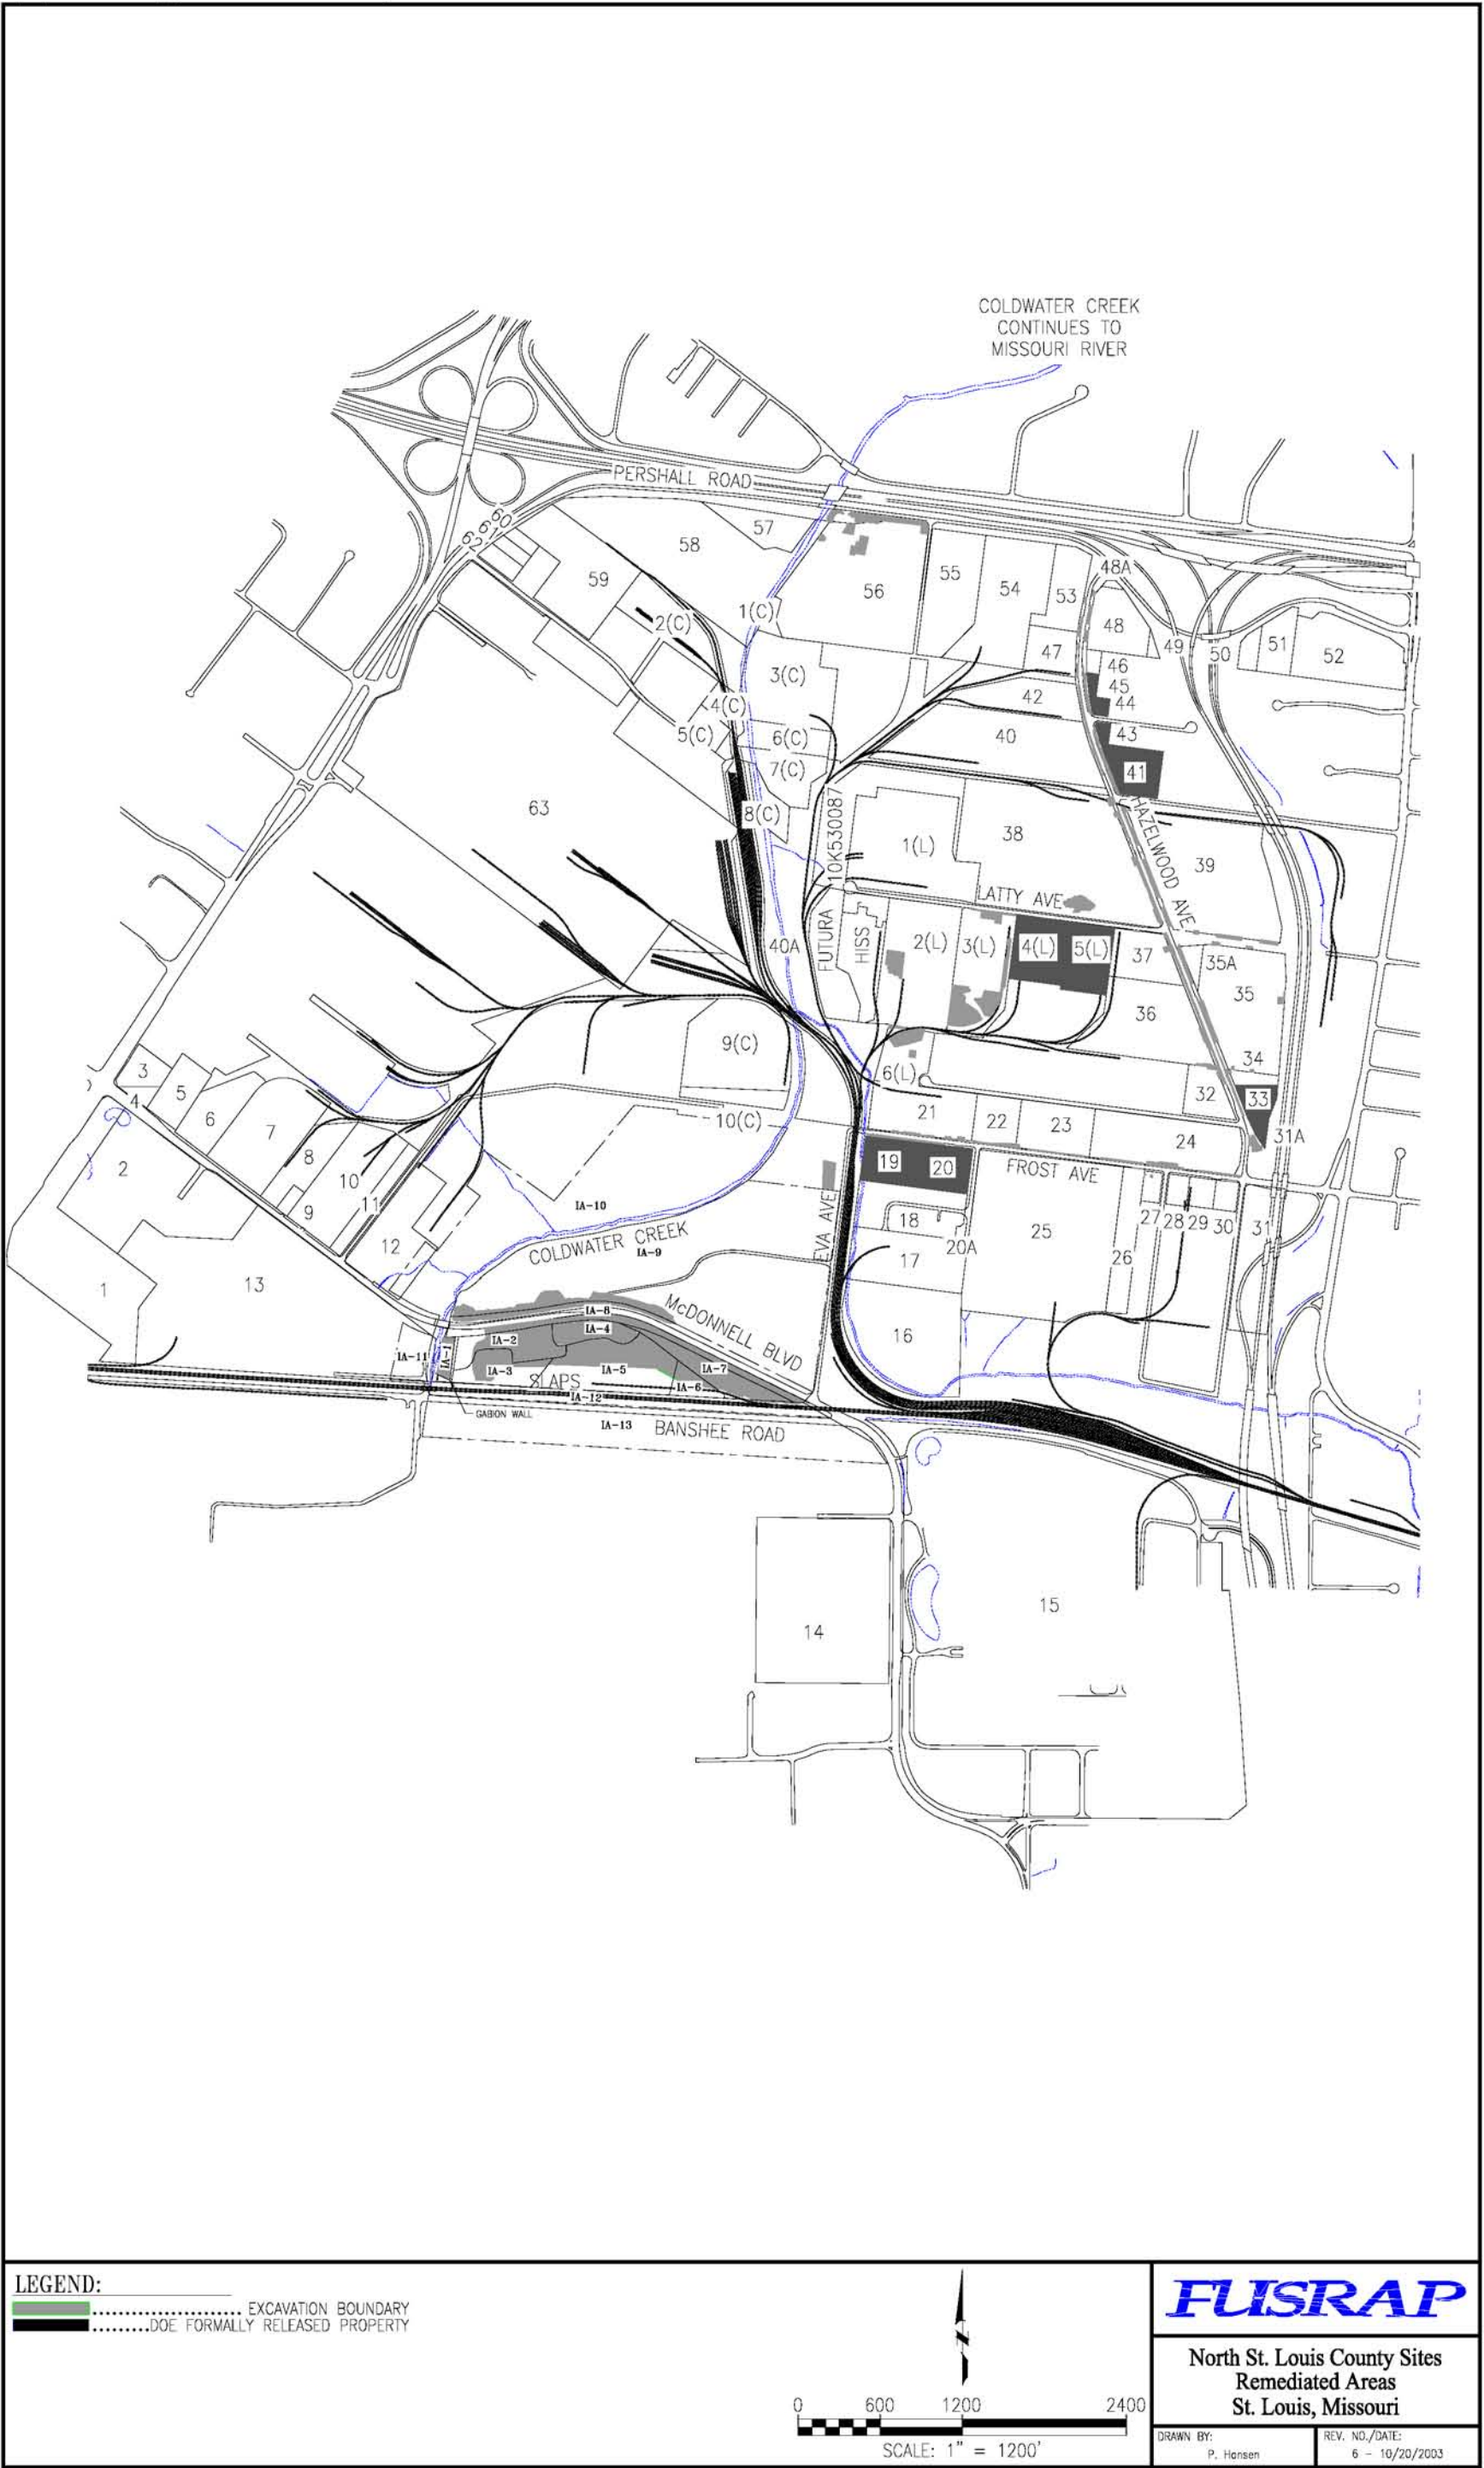 COLDWATER CREEK
CONTINUES TO
MISSOURI RIVER
PERSHALL ROAD
60
61
62
57
58
59
56
55
54
53
48A
48
47
49
50
51
52
46
45
44
43
42
41
40
1(C)
2(C)
3(C)
4(C)
5(C)
6(C)
7(C)
8(C)
63
10K530087
1(L)
38
HAZELWOOD AVE
39
LATTY AVE
40A
FUTURA
HISS
2(L)
3(L)
4(L)
5(L)
37
35A
35
36
34
9(C)
6(L)
32
33
10(C)
21
22
23
24
31A
3
4
5
6
7
8
9
10
11
12
2
1
13
19
20
FROST AVE
EVA AVE
18
20A
17
16
25
26
27
28
29
30
31
IA-10
COLDWATER CREEK
IA-9
McDONNELL BLVD
IA-8
IA-4
IA-2
IA-1
IA-11
IA-3
IA-5
IA-7
IA-6
SLAPS
IA-12
GABION WALL
IA-13
BANSHEE ROAD
14
15
LEGEND:
EXCAVATION BOUNDARY
DOE FORMALLY RELEASED PROPERTY
N
0 600 1200 2400
SCALE: 1" = 1200'
FUSRAP
North St. Louis County Sites
Remediated Areas
St. Louis, Missouri
DRAWN BY:
P. Hansen
REV. NO./DATE:
6 - 10/20/2003